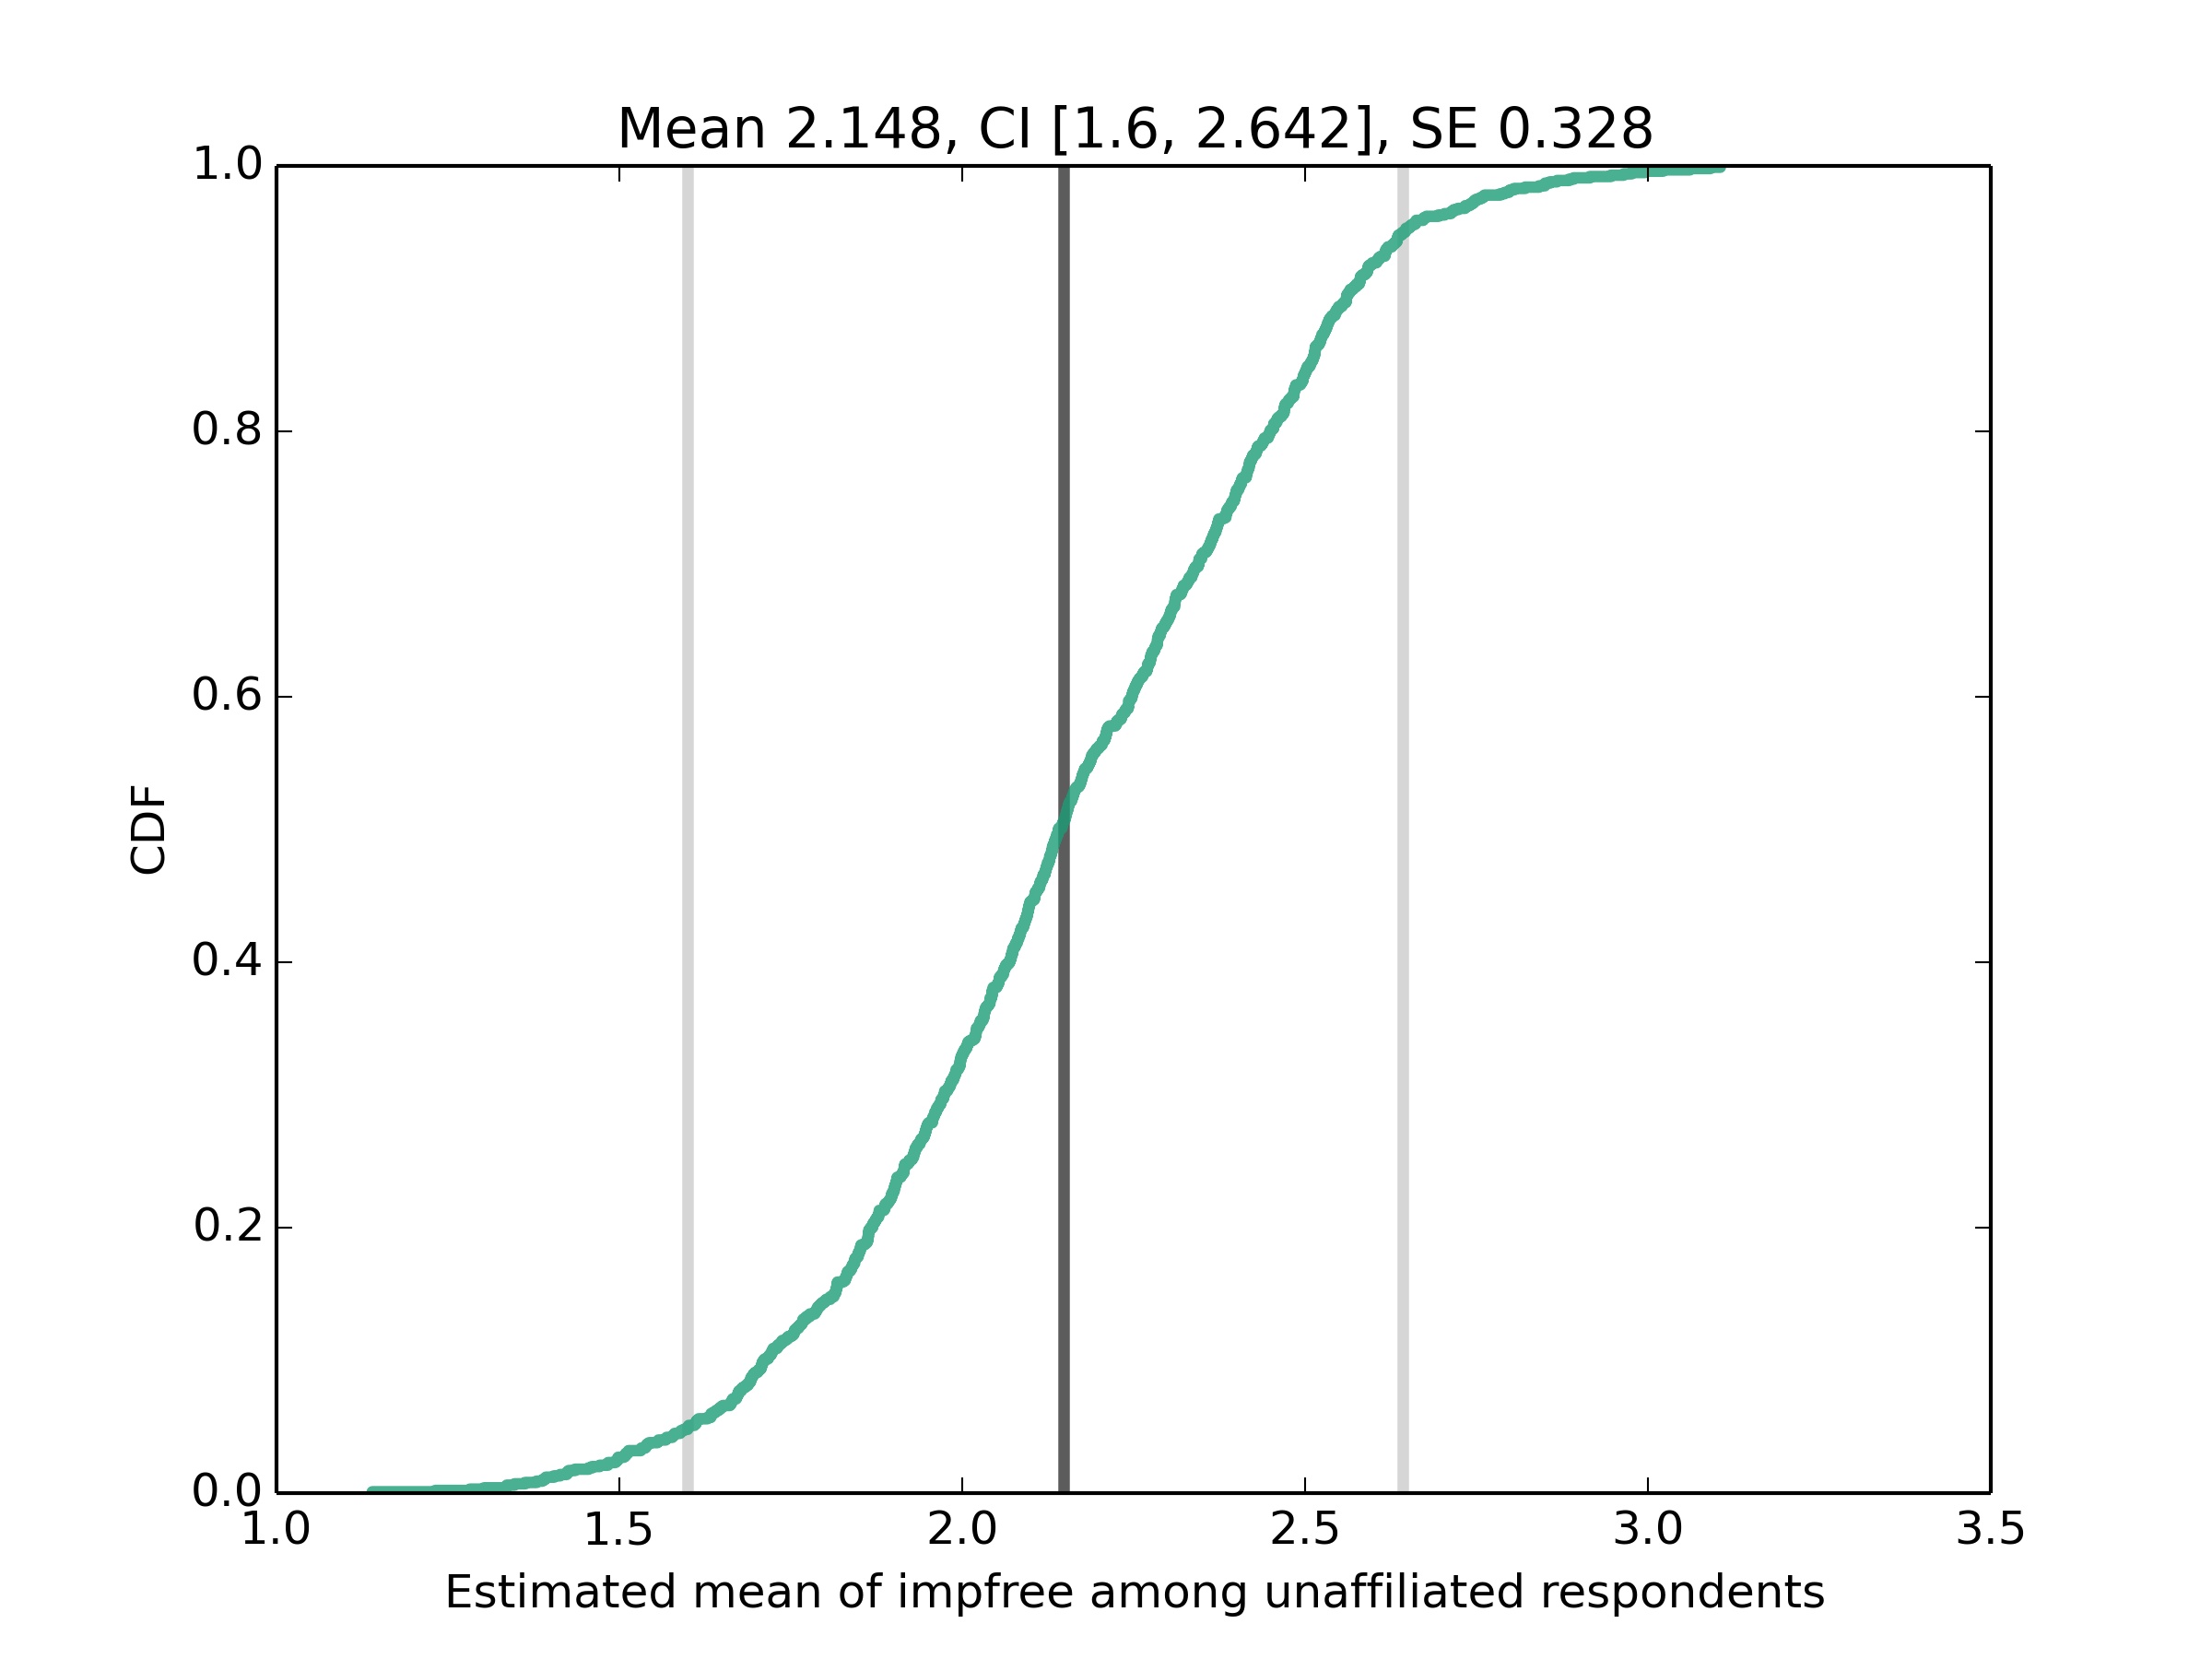 Mean 2.148, CI [1.6, 2.642], SE 0.328
1.0
0.8
0.6
0.4
0.2
0.0
CDF
1.0 1.5 2.0 2.5 3.0 3.5
Estimated mean of impfree among unaffiliated respondents